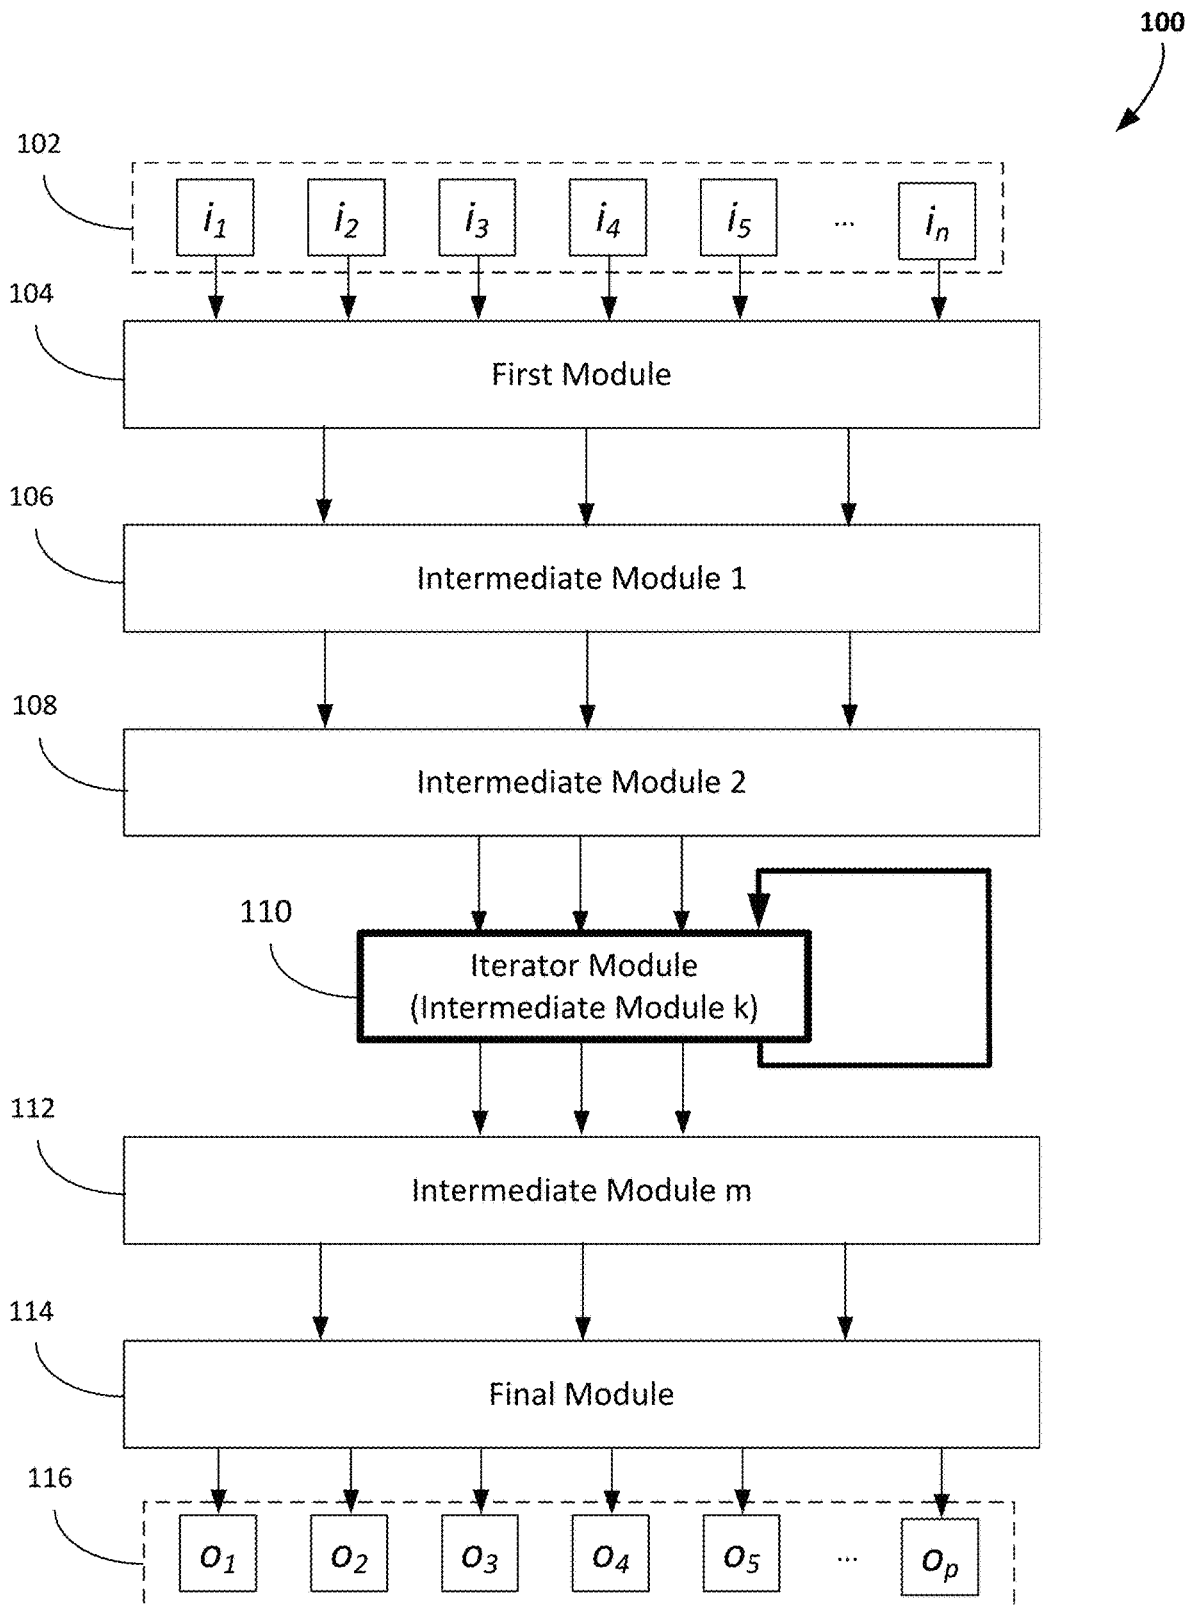 100
102
i1 i2 i3 i4 i5 ... in
104
First Module
106
Intermediate Module 1
108
Intermediate Module 2
110
Iterator Module
(Intermediate Module k)
112
Intermediate Module m
114
Final Module
116
o1 o2 o3 o4 o5 ... op